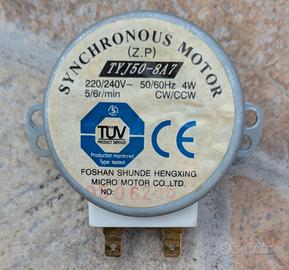 SYNCHRONOUS MOTOR
(Z.P)
TYJ50-8A7
220/240V~ 50/60Hz 4W
5/6r/min CW/CCW
S
TÜV
PRODUCT SERVICE
CE
Production monitored
Type tested
FOSHAN SHUNDE HENGXING
MICRO MOTOR CO.,LTD.
NO:
subito